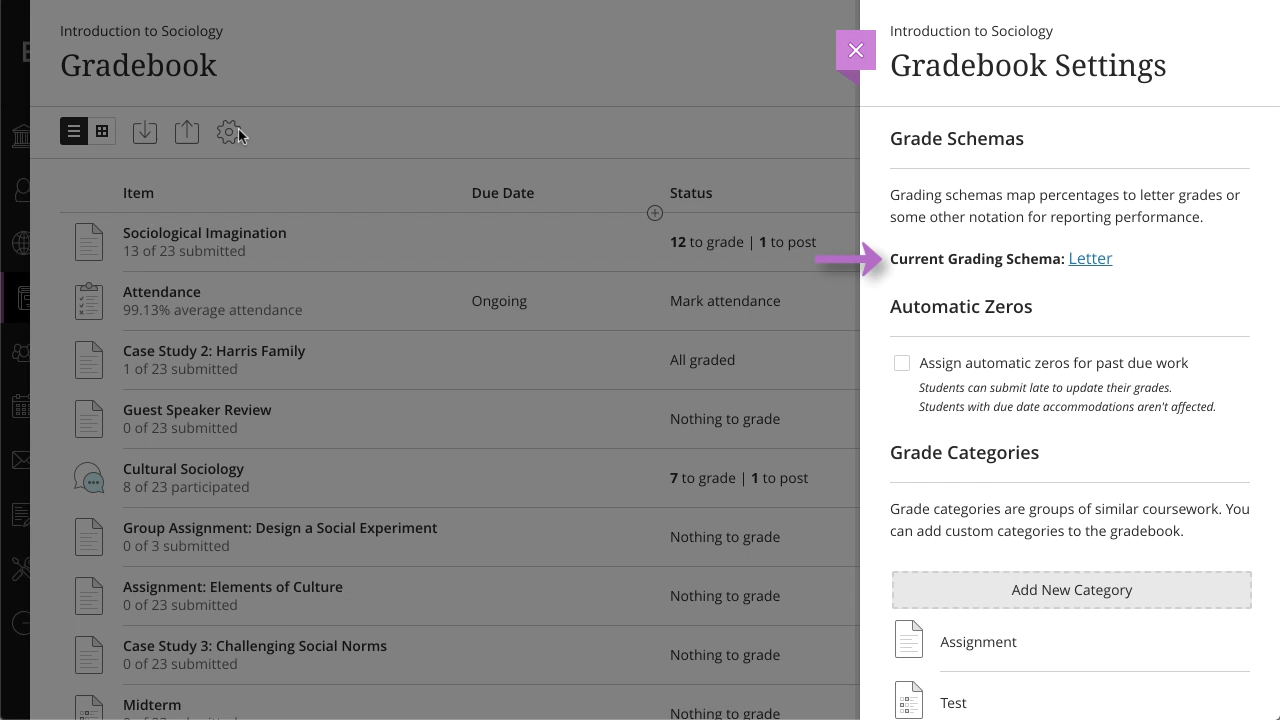 Introduction to Sociology
Gradebook
Item Due Date Status
Sociological Imagination
13 of 23 submitted
12 to grade | 1 to post
Attendance
99.13% average attendance
Ongoing
Mark attendance
Case Study 2: Harris Family
1 of 23 submitted
All graded
Guest Speaker Review
0 of 23 submitted
Nothing to grade
Cultural Sociology
8 of 23 participated
7 to grade | 1 to post
Group Assignment: Design a Social Experiment
0 of 3 submitted
Nothing to grade
Assignment: Elements of Culture
0 of 23 submitted
Nothing to grade
Case Study 3: Challenging Social Norms
0 of 23 submitted
Nothing to grade
Midterm
Nothing to grade
Introduction to Sociology
Gradebook Settings
Grade Schemas
Grading schemas map percentages to letter grades or
some other notation for reporting performance.
Current Grading Schema: Letter
Automatic Zeros
Assign automatic zeros for past due work
Students can submit late to update their grades.
Students with due date accommodations aren't affected.
Grade Categories
Grade categories are groups of similar coursework. You
can add custom categories to the gradebook.
Add New Category
Assignment
Test